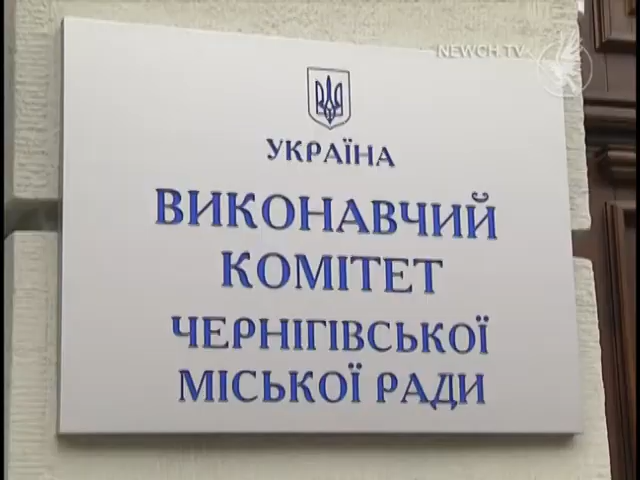 NEWCH.TV
УКРАЇНА
ВИКОНАВЧИЙ
КОМІТЕТ
ЧЕРНІГІВСЬКОЇ
МІСЬКОЇ РАДИ